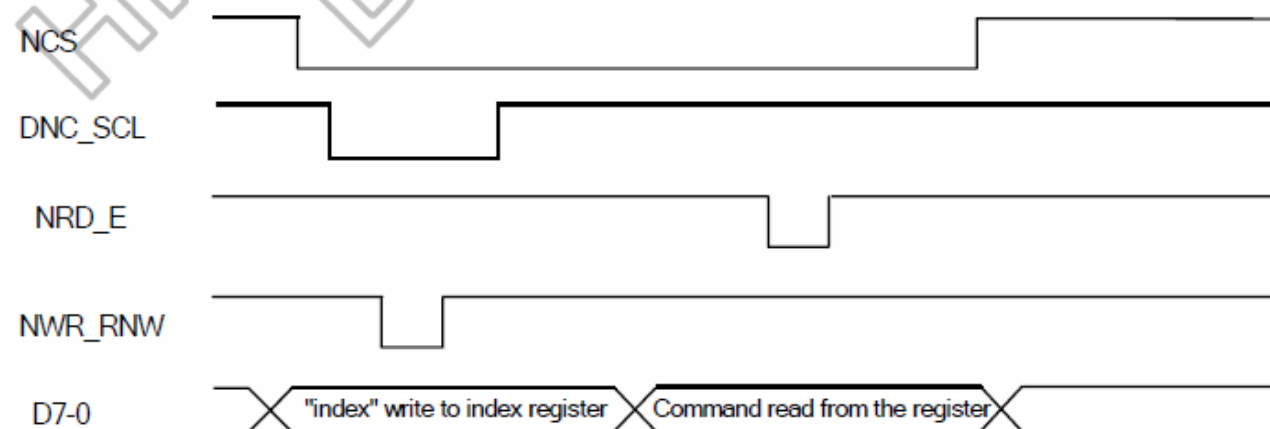 NCS
DNC_SCL
NRD_E
NWR_RNW
D7-0 "index" write to index register Command read from the register